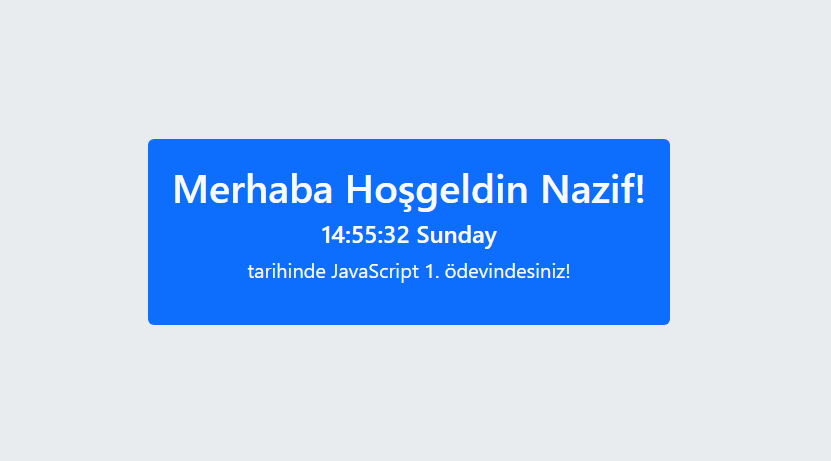 Merhaba Hoşgeldin Nazif!
14:55:32 Sunday
tarihinde JavaScript 1. ödevindesiniz!